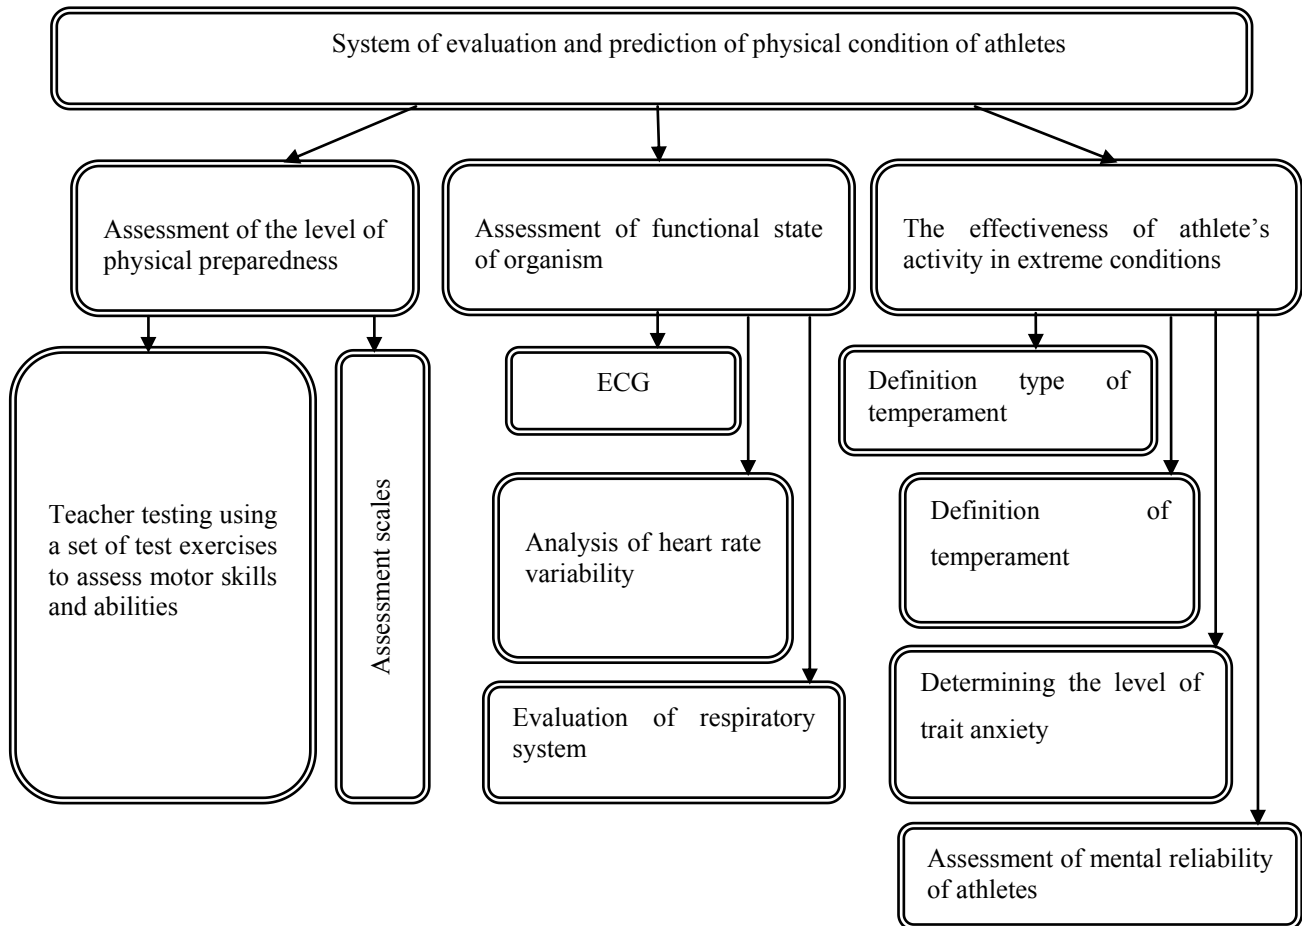 System of evaluation and prediction of physical condition of athletes
Assessment of the level of
physical preparedness
Assessment of functional state
of organism
The effectiveness of athlete’s
activity in extreme conditions
Teacher testing using
a set of test exercises
to assess motor skills
and abilities
Assessment scales
ECG
Analysis of heart rate
variability
Evaluation of respiratory
system
Definition type of
temperament
Definition of
temperament
Determining the level of
trait anxiety
Assessment of mental reliability
of athletes